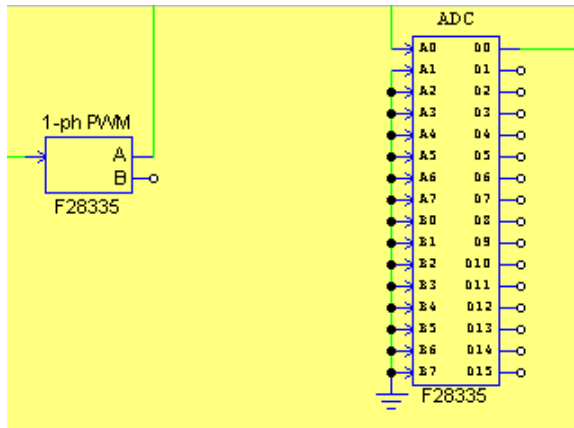 1-ph PWM
A
B
F28335
ADC
A0 D0
A1 D1
A2 D2
A3 D3
A4 D4
A5 D5
A6 D6
A7 D7
B0 D8
B1 D9
B2 D10
B3 D11
B4 D12
B5 D13
B6 D14
B7 D15
F28335